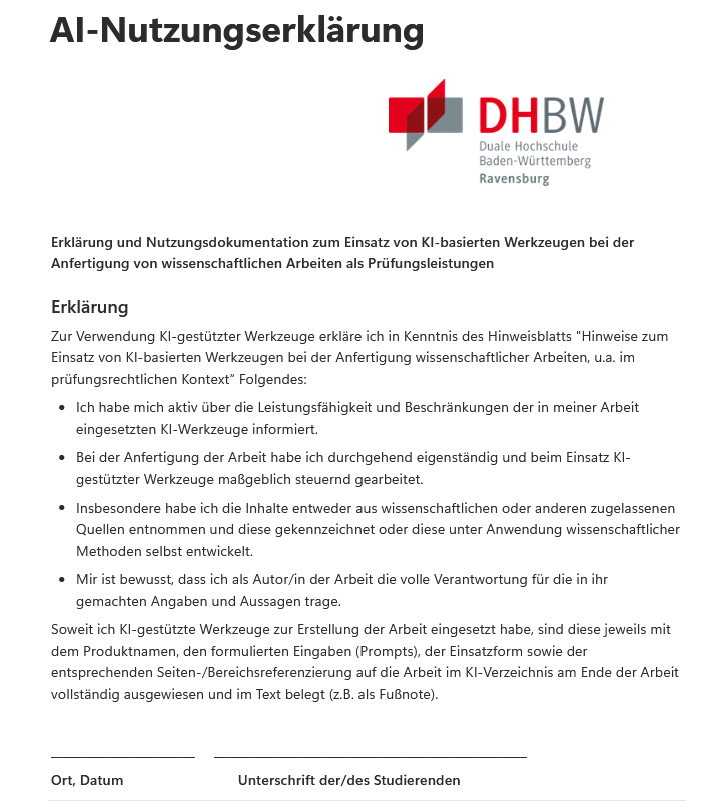 AI-Nutzungserklärung
DHBW
Duale Hochschule
Baden-Württemberg
Ravensburg
Erklärung und Nutzungsdokumentation zum Einsatz von KI-basierten Werkzeugen bei der
Anfertigung von wissenschaftlichen Arbeiten als Prüfungsleistungen
Erklärung
Zur Verwendung KI-gestützter Werkzeuge erkläre ich in Kenntnis des Hinweisblatts "Hinweise zum
Einsatz von KI-basierten Werkzeugen bei der Anfertigung wissenschaftlicher Arbeiten, u.a. im
prüfungsrechtlichen Kontext“ Folgendes:
• Ich habe mich aktiv über die Leistungsfähigkeit und Beschränkungen der in meiner Arbeit
eingesetzten KI-Werkzeuge informiert.
• Bei der Anfertigung der Arbeit habe ich durchgehend eigenständig und beim Einsatz KI-
gestützter Werkzeuge maßgeblich steuernd gearbeitet.
• Insbesondere habe ich die Inhalte entweder aus wissenschaftlichen oder anderen zugelassenen
Quellen entnommen und diese gekennzeichnet oder diese unter Anwendung wissenschaftlicher
Methoden selbst entwickelt.
• Mir ist bewusst, dass ich als Autor/in der Arbeit die volle Verantwortung für die in ihr
gemachten Angaben und Aussagen trage.
Soweit ich KI-gestützte Werkzeuge zur Erstellung der Arbeit eingesetzt habe, sind diese jeweils mit
dem Produktnamen, den formulierten Eingaben (Prompts), der Einsatzform sowie der
entsprechenden Seiten-/Bereichsreferenzierung auf die Arbeit im KI-Verzeichnis am Ende der Arbeit
vollständig ausgewiesen und im Text belegt (z.B. als Fußnote).
Ort, Datum Unterschrift der/des Studierenden